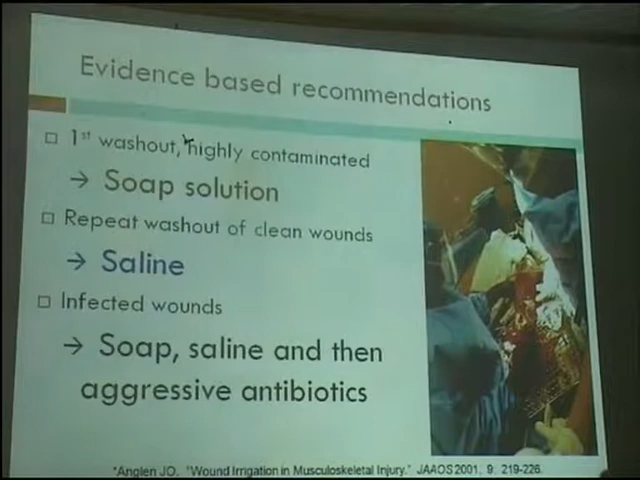 Evidence based recommendations
1st washout, highly contaminated
→ Soap solution
Repeat washout of clean wounds
→ Saline
Infected wounds
→ Soap, saline and then
aggressive antibiotics
*Anglen JO. "Wound Irrigation in Musculoskeletal Injury." JAAOS 2001, 9: 219-226.